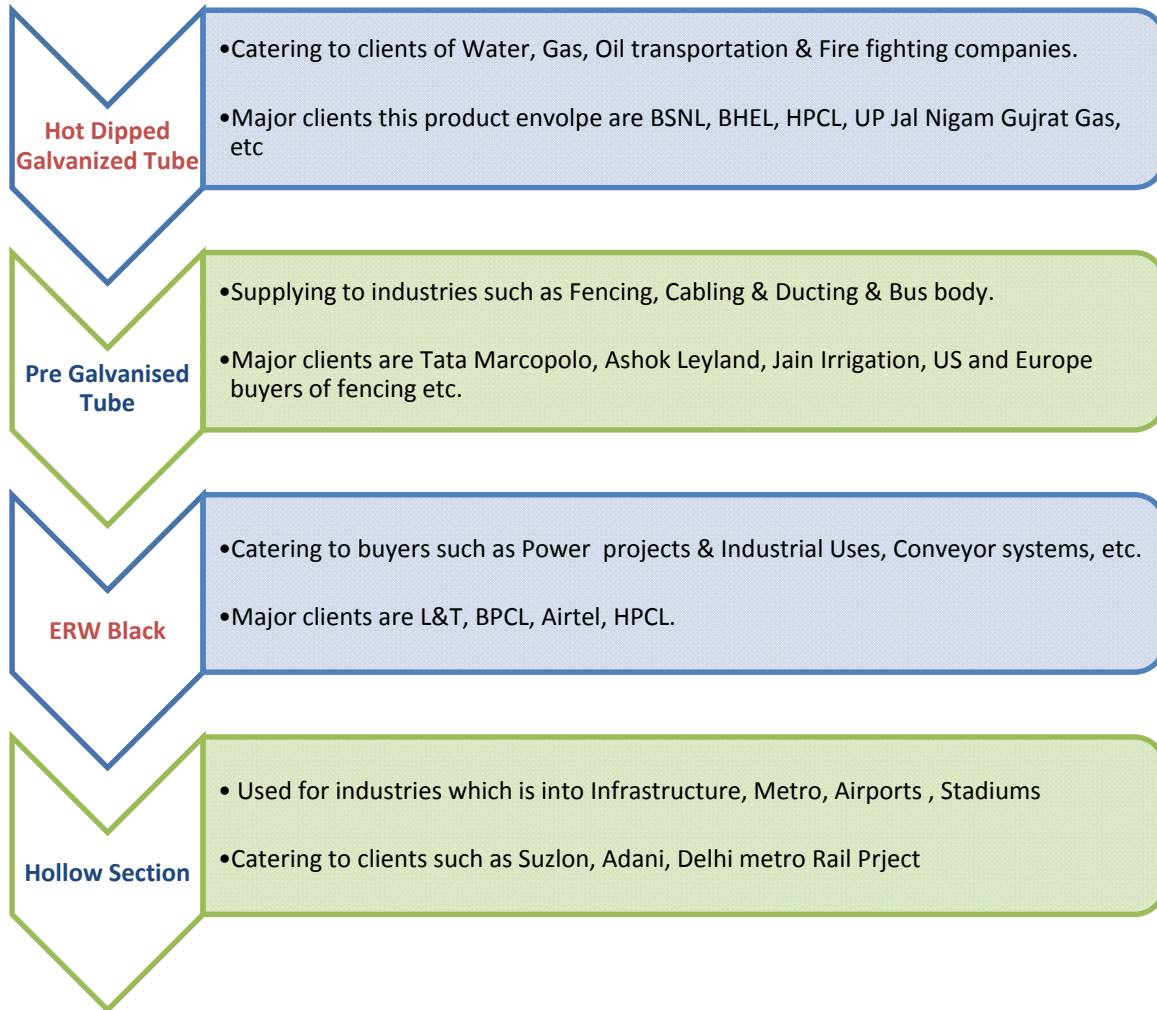 Hot Dipped
Galvanized Tube
•Catering to clients of Water, Gas, Oil transportation & Fire fighting companies.
•Major clients this product envolpe are BSNL, BHEL, HPCL, UP Jal Nigam Gujrat Gas,
etc
Pre Galvanised
Tube
•Supplying to industries such as Fencing, Cabling & Ducting & Bus body.
•Major clients are Tata Marcopolo, Ashok Leyland, Jain Irrigation, US and Europe
buyers of fencing etc.
ERW Black
•Catering to buyers such as Power projects & Industrial Uses, Conveyor systems, etc.
•Major clients are L&T, BPCL, Airtel, HPCL.
Hollow Section
• Used for industries which is into Infrastructure, Metro, Airports , Stadiums
•Catering to clients such as Suzlon, Adani, Delhi metro Rail Prject